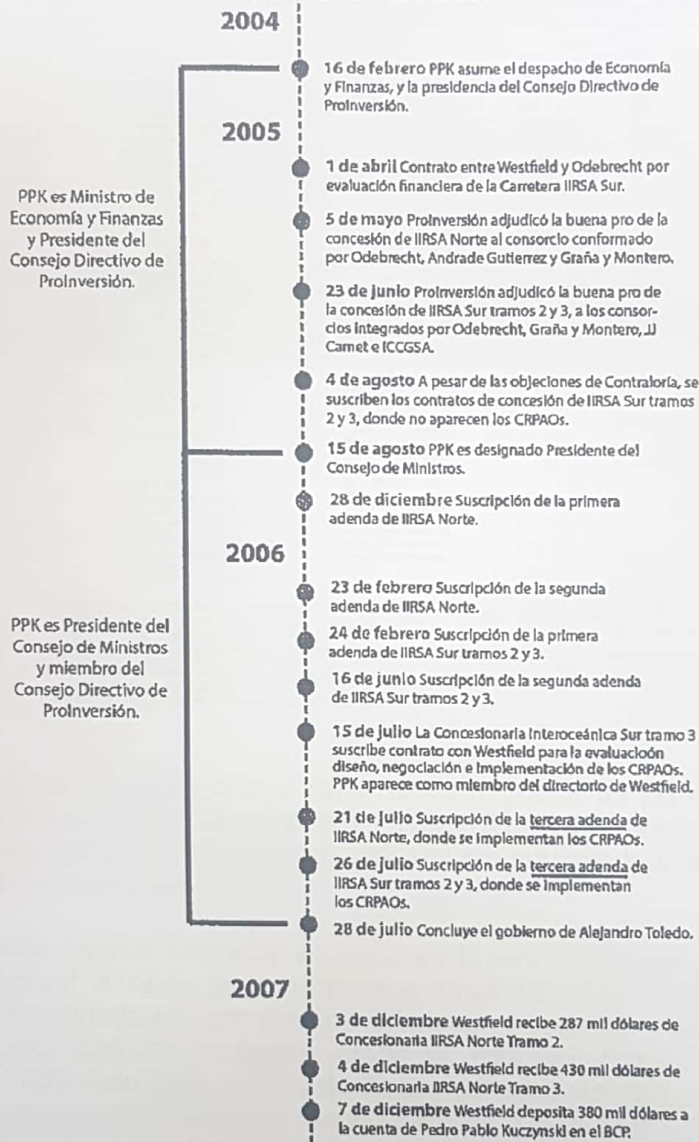 2004
16 de febrero PPK asume el despacho de Economía
y Finanzas, y la presidencia del Consejo Directivo de
ProInversión.
2005
1 de abril Contrato entre Westfield y Odebrecht por
evaluación financiera de la Carretera IIRSA Sur.
PPK es Ministro de
Economía y Finanzas
y Presidente del
Consejo Directivo de
ProInversión.
5 de mayo ProInversión adjudicó la buena pro de la
concesión de IIRSA Norte al consorcio conformado
por Odebrecht, Andrade Gutierrez y Graña y Montero.
23 de junio ProInversión adjudicó la buena pro de
la concesión de IIRSA Sur tramos 2 y 3, a los consor-
cios integrados por Odebrecht, Graña y Montero, JJ
Camet e ICCGSA.
4 de agosto A pesar de las objeciones de Contraloría, se
suscriben los contratos de concesión de IIRSA Sur tramos
2 y 3, donde no aparecen los CRPAOs.
15 de agosto PPK es designado Presidente del
Consejo de Ministros.
28 de diciembre Suscripción de la primera
adenda de IIRSA Norte.
2006
23 de febrero Suscripción de la segunda
adenda de IIRSA Norte.
PPK es Presidente del
Consejo de Ministros
y miembro del
Consejo Directivo de
ProInversión.
24 de febrero Suscripción de la primera
adenda de IIRSA Sur tramos 2 y 3.
16 de junio Suscripción de la segunda adenda
de IIRSA Sur tramos 2 y 3.
15 de julio La Concesionaria Interoceánica Sur tramo 3
suscribe contrato con Westfield para la evaluacioón
diseño, negociación e implementación de los CRPAOs.
PPK aparece como miembro del directorio de Westfield.
21 de julio Suscripción de la tercera adenda de
IIRSA Norte, donde se implementan los CRPAOs.
26 de julio Suscripción de la tercera adenda de
IIRSA Sur tramos 2 y 3, donde se implementan
los CRPAOs.
28 de julio Concluye el gobierno de Alejandro Toledo.
2007
3 de diciembre Westfield recibe 287 mil dólares de
Concesionaria IIRSA Norte Tramo 2.
4 de diciembre Westfield recibe 430 mil dólares de
Concesionaria IIRSA Norte Tramo 3.
7 de diciembre Westfield deposita 380 mil dólares a
la cuenta de Pedro Pablo Kuczynski en el BCP.